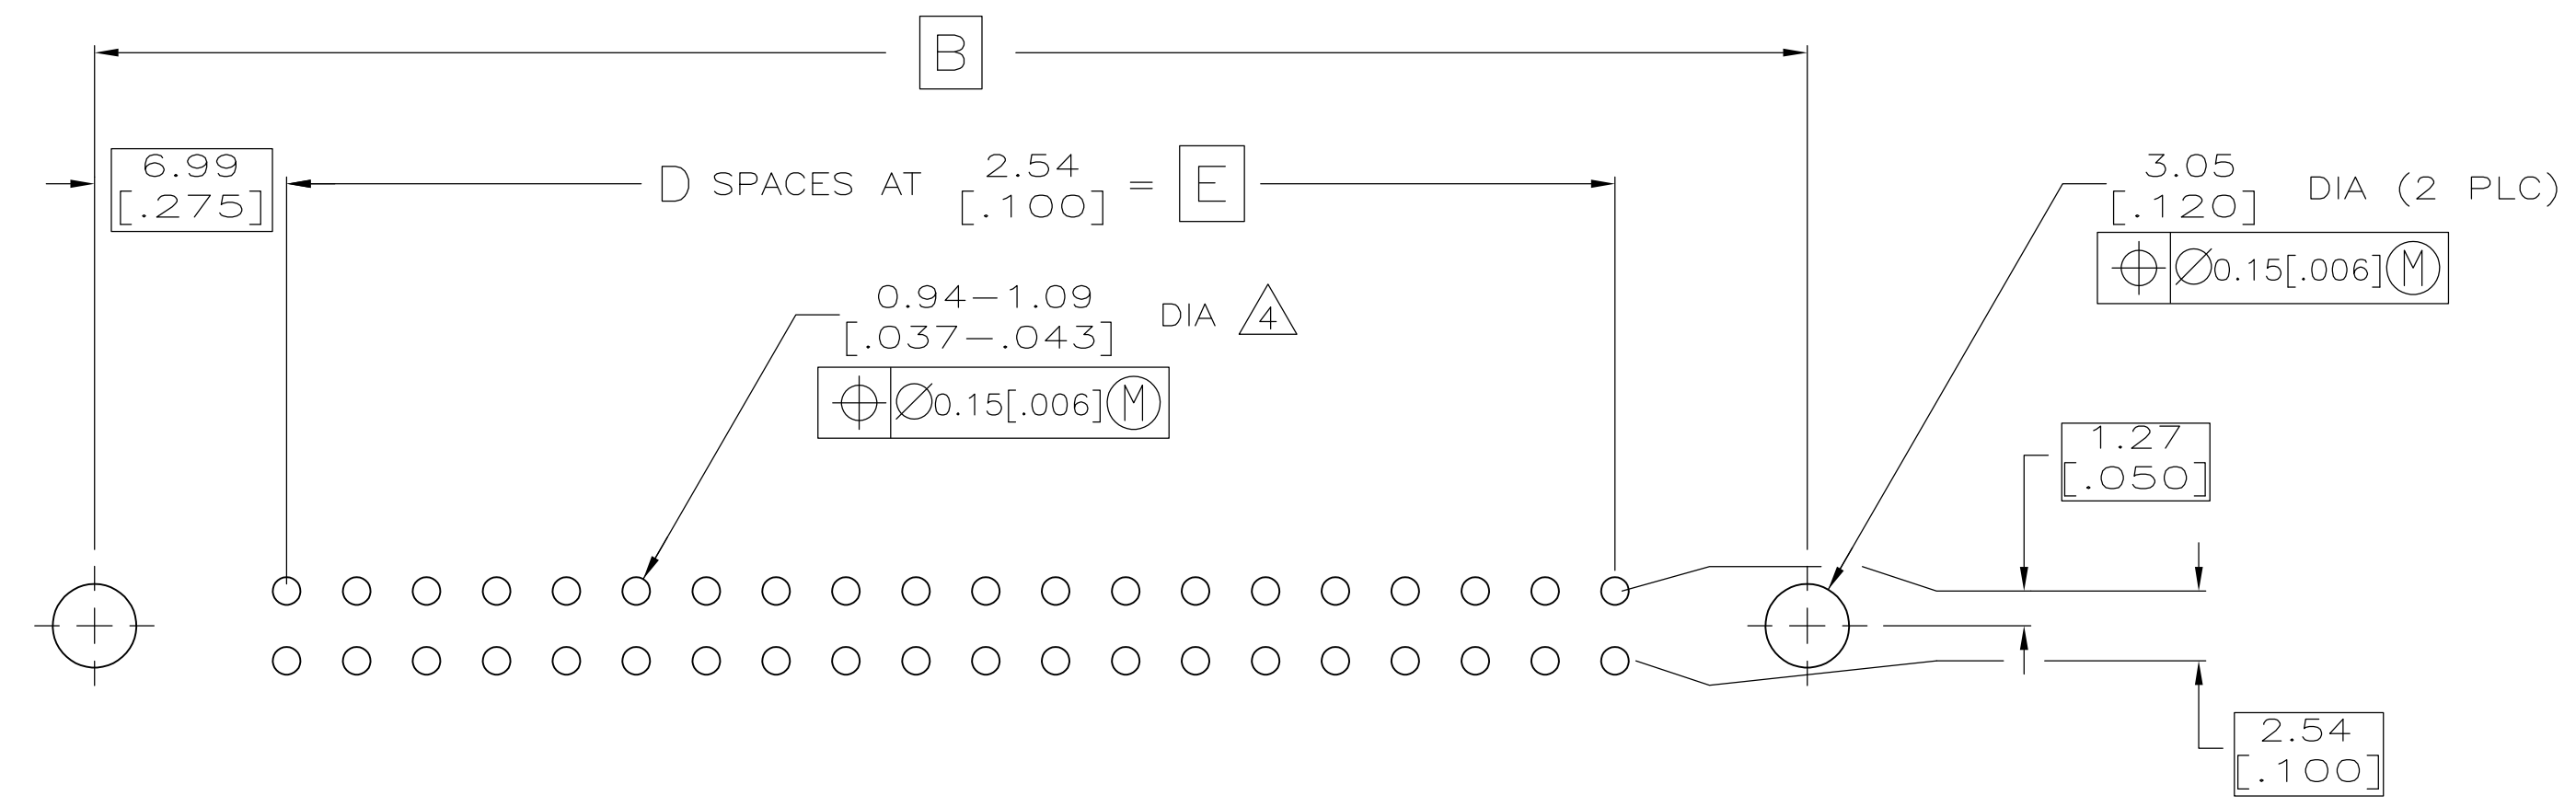 B
6.99
[.275]
D SPACES AT 2.54 [.100] = E
3.05
[.120]
DIA (2 PLC)
⌖ ⌀0.15[.006] Ⓜ
0.94–1.09
[.037–.043]
DIA 4
⌖ ⌀0.15[.006] Ⓜ
1.27
[.050]
2.54
[.100]